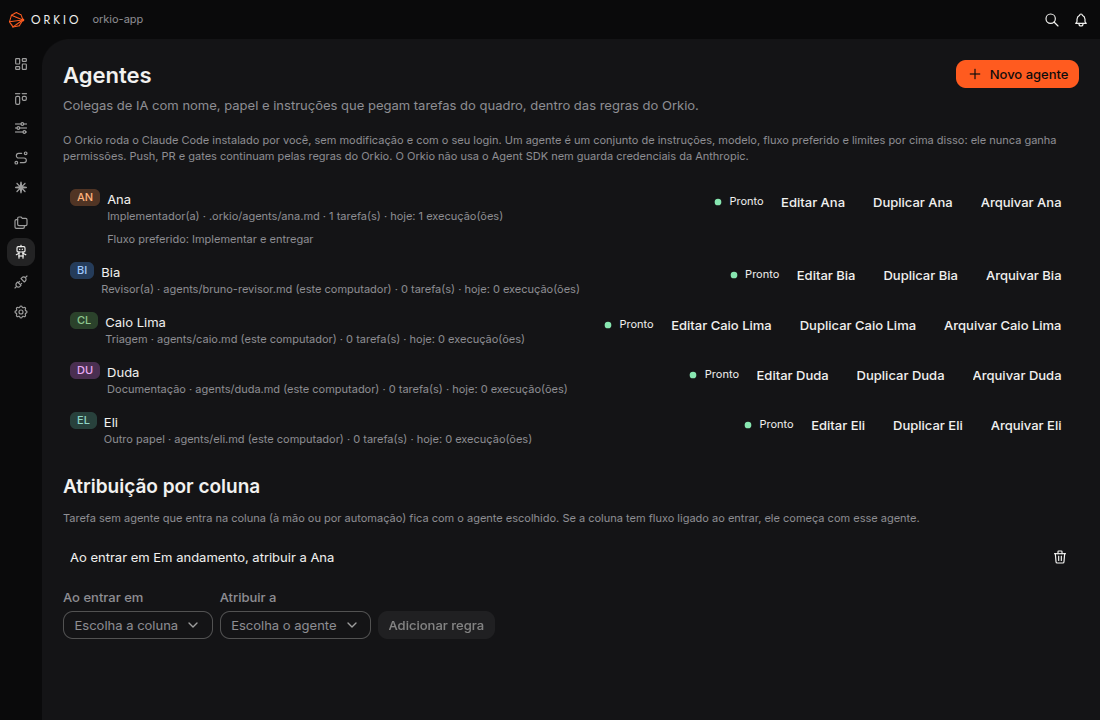 ORKIO orkio-app
Agentes
Novo agente
Colegas de IA com nome, papel e instruções que pegam tarefas do quadro, dentro das regras do Orkio.
O Orkio roda o Claude Code instalado por você, sem modificação e com o seu login. Um agente é um conjunto de instruções, modelo, fluxo preferido e limites por cima disso: ele nunca ganha
permissões. Push, PR e gates continuam pelas regras do Orkio. O Orkio não usa o Agent SDK nem guarda credenciais da Anthropic.
AN Ana Pronto Editar Ana Duplicar Ana Arquivar Ana
Implementador(a) · .orkio/agents/ana.md · 1 tarefa(s) · hoje: 1 execução(ões)
Fluxo preferido: Implementar e entregar
BI Bia Pronto Editar Bia Duplicar Bia Arquivar Bia
Revisor(a) · agents/bruno-revisor.md (este computador) · 0 tarefa(s) · hoje: 0 execução(ões)
CL Caio Lima Pronto Editar Caio Lima Duplicar Caio Lima Arquivar Caio Lima
Triagem · agents/caio.md (este computador) · 0 tarefa(s) · hoje: 0 execução(ões)
DU Duda Pronto Editar Duda Duplicar Duda Arquivar Duda
Documentação · agents/duda.md (este computador) · 0 tarefa(s) · hoje: 0 execução(ões)
EL Eli Pronto Editar Eli Duplicar Eli Arquivar Eli
Outro papel · agents/eli.md (este computador) · 0 tarefa(s) · hoje: 0 execução(ões)
Atribuição por coluna
Tarefa sem agente que entra na coluna (à mão ou por automação) fica com o agente escolhido. Se a coluna tem fluxo ligado ao entrar, ele começa com esse agente.
Ao entrar em Em andamento, atribuir a Ana
Ao entrar em Atribuir a
Escolha a coluna Escolha o agente Adicionar regra